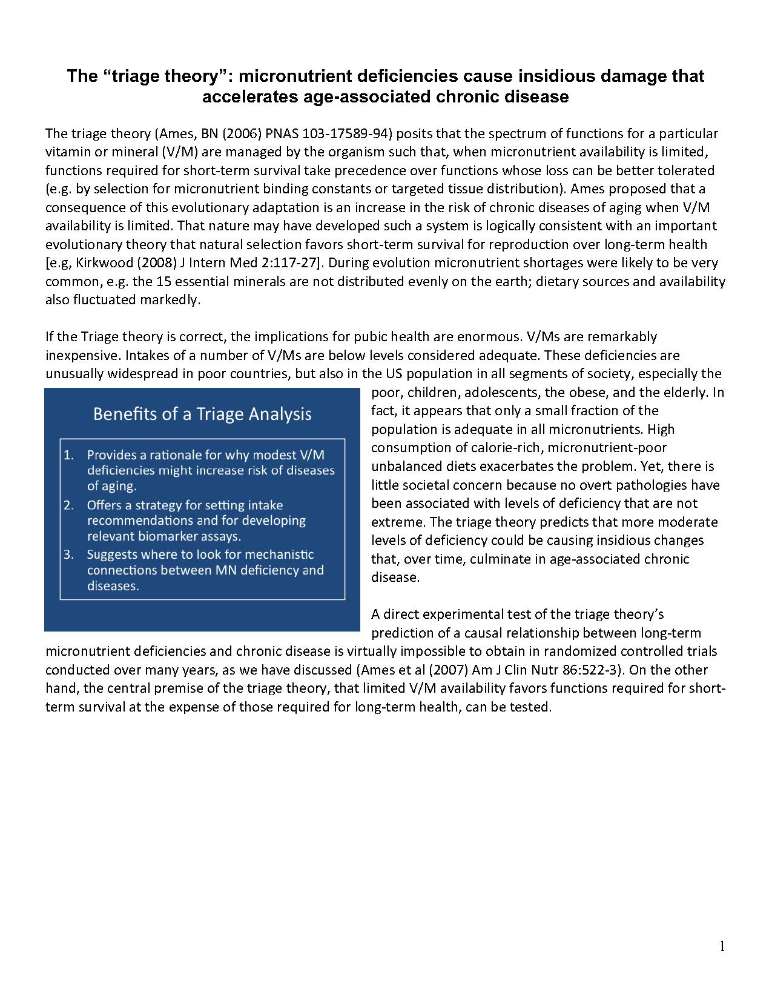 The “triage theory”: micronutrient deficiencies cause insidious damage that
accelerates age-associated chronic disease
The triage theory (Ames, BN (2006) PNAS 103-17589-94) posits that the spectrum of functions for a particular
vitamin or mineral (V/M) are managed by the organism such that, when micronutrient availability is limited,
functions required for short-term survival take precedence over functions whose loss can be better tolerated
(e.g. by selection for micronutrient binding constants or targeted tissue distribution). Ames proposed that a
consequence of this evolutionary adaptation is an increase in the risk of chronic diseases of aging when V/M
availability is limited. That nature may have developed such a system is logically consistent with an important
evolutionary theory that natural selection favors short-term survival for reproduction over long-term health
[e.g, Kirkwood (2008) J Intern Med 2:117-27]. During evolution micronutrient shortages were likely to be very
common, e.g. the 15 essential minerals are not distributed evenly on the earth; dietary sources and availability
also fluctuated markedly.
If the Triage theory is correct, the implications for pubic health are enormous. V/Ms are remarkably
inexpensive. Intakes of a number of V/Ms are below levels considered adequate. These deficiencies are
unusually widespread in poor countries, but also in the US population in all segments of society, especially the
poor, children, adolescents, the obese, and the elderly. In
fact, it appears that only a small fraction of the
population is adequate in all micronutrients. High
consumption of calorie-rich, micronutrient-poor
unbalanced diets exacerbates the problem. Yet, there is
little societal concern because no overt pathologies have
been associated with levels of deficiency that are not
extreme. The triage theory predicts that more moderate
levels of deficiency could be causing insidious changes
that, over time, culminate in age-associated chronic
disease.
Benefits of a Triage Analysis
1. Provides a rationale for why modest V/M
deficiencies might increase risk of diseases
of aging.
2. Offers a strategy for setting intake
recommendations and for developing
relevant biomarker assays.
3. Suggests where to look for mechanistic
connections between MN deficiency and
diseases.
A direct experimental test of the triage theory’s
prediction of a causal relationship between long-term
micronutrient deficiencies and chronic disease is virtually impossible to obtain in randomized controlled trials
conducted over many years, as we have discussed (Ames et al (2007) Am J Clin Nutr 86:522-3). On the other
hand, the central premise of the triage theory, that limited V/M availability favors functions required for short-
term survival at the expense of those required for long-term health, can be tested.
1